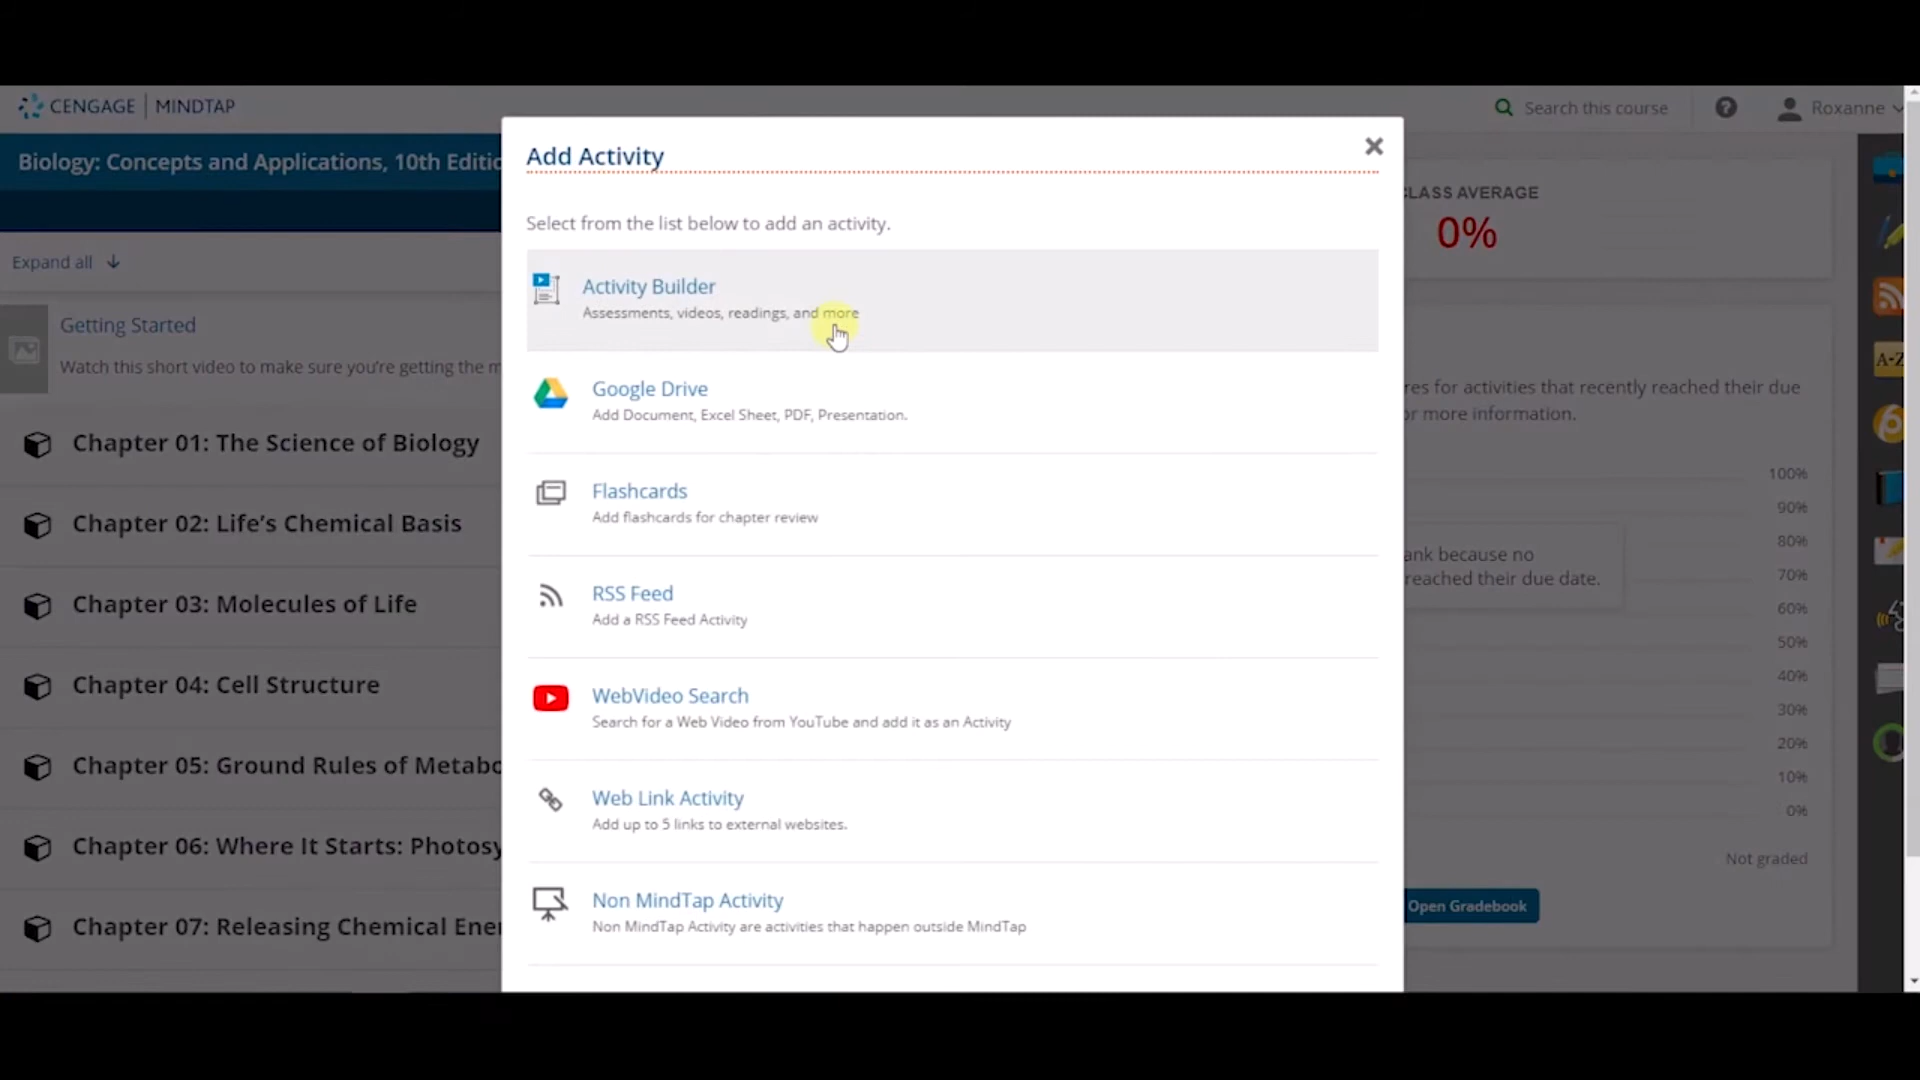 CENGAGE | MINDTAP
Search this course
Roxanne
Biology: Concepts and Applications, 10th
Expand all
Getting Started
Watch this short video to make sure you're getting the
Chapter 01: The Science of Biology
Chapter 02: Life's Chemical Basis
Chapter 03: Molecules of Life
Chapter 04: Cell Structure
Chapter 05: Ground Rules of
Chapter 06: Where It Starts:
Chapter 07: Releasing Chemical
Add Activity
Select from the list below to add an activity.
Activity Builder
Assessments, videos, readings, and more
Google Drive
Add Document, Excel Sheet, PDF, Presentation.
Flashcards
Add flashcards for chapter review
RSS Feed
Add a RSS Feed Activity
WebVideo Search
Search for a Web Video from YouTube and add it as an Activity
Web Link Activity
Add up to 5 links to external websites.
Non MindTap Activity
Non MindTap Activity are activities that happen outside MindTap
CLASS AVERAGE
0%
for activities that recently reached their due
more information.
100%
90%
80%
because no
reached their due date.
70%
60%
50%
40%
30%
20%
10%
0%
Not graded
Open Gradebook
A-Z